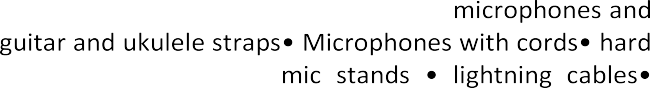 microphones and
guitar and ukulele straps• Microphones with cords• hard
mic stands • lightning cables•